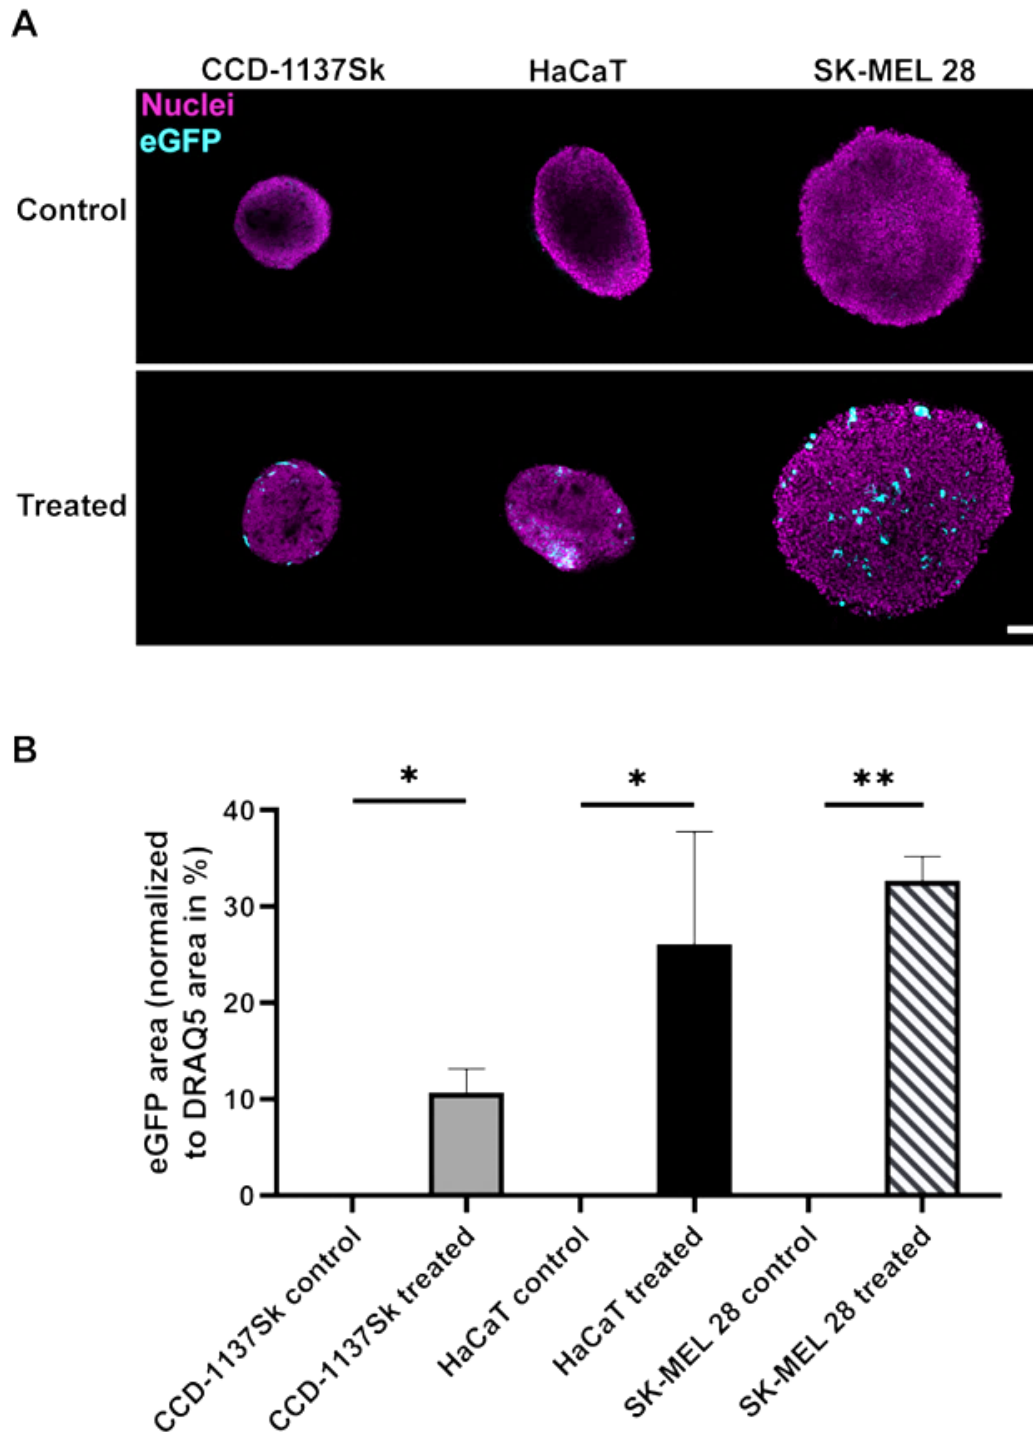 A
CCD-1137Sk HaCaT SK-MEL 28
Nuclei
eGFP
Control
Treated
B
* * **
eGFP area (normalized
to DRAQ5 area in %)
40
30
20
10
0
CCD-1137Sk control
CCD-1137Sk treated
HaCaT control
HaCaT treated
SK-MEL 28 control
SK-MEL 28 treated